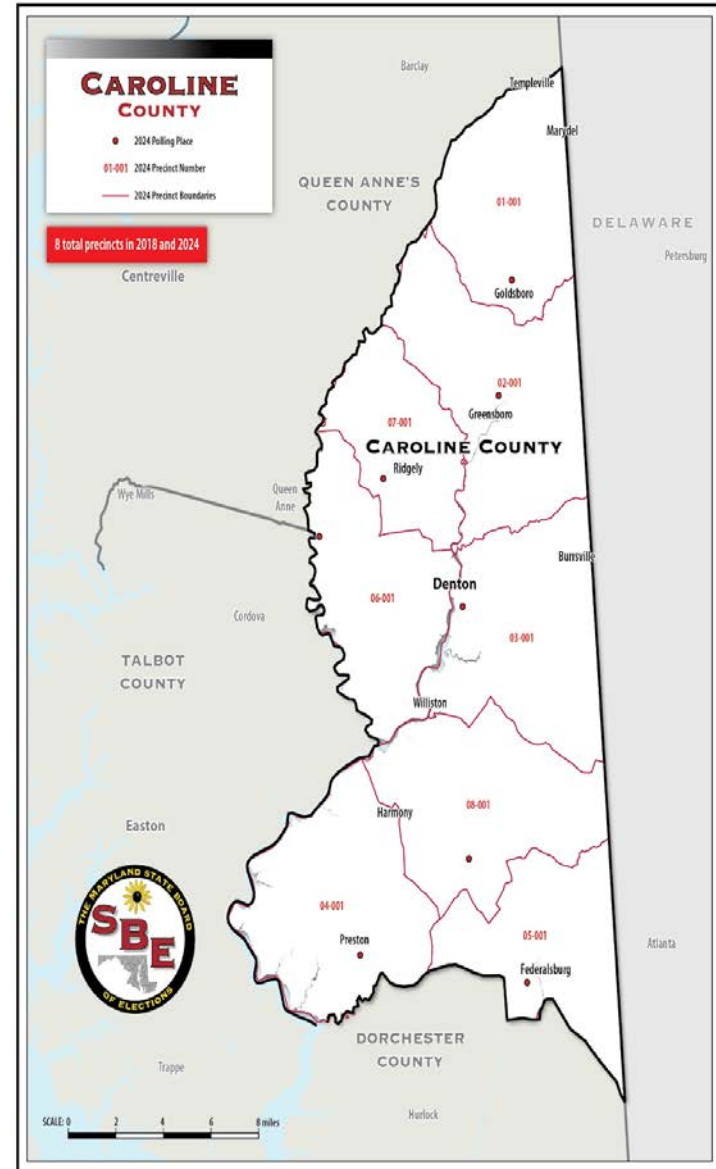 CAROLINE
COUNTY
2024 Polling Place
01-001 2024 Precinct Number
2024 Precinct Boundaries
8 total precincts in 2018 and 2024
Barclay
Templeville
Marydel
QUEEN ANNE'S
COUNTY
01-001
DELAWARE
Petersburg
Centreville
Goldsboro
02-001
Greensboro
07-001
CAROLINE COUNTY
Ridgely
Wye Mills
Queen
Anne
Burrsville
Denton
06-001
Cordova
03-001
TALBOT
COUNTY
Williston
08-001
Harmony
Easton
THE MARYLAND STATE BOARD
SBE
OF ELECTIONS
04-001
05-001
Preston
Atlanta
Federalsburg
DORCHESTER
COUNTY
Trappe
Hurlock
SCALE: 0 2 4 6 8 miles